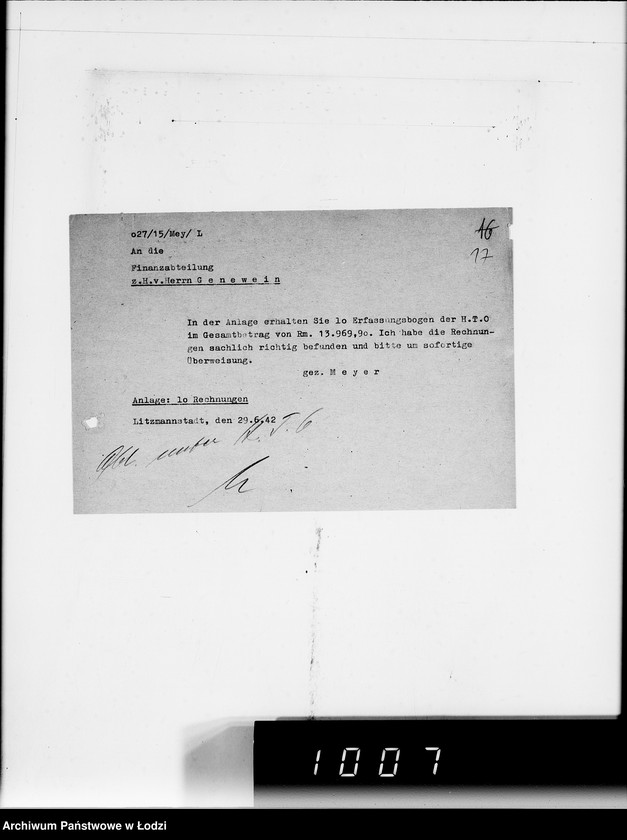 o27/15/Mey/ L
16
17
An die
Finanzabteilung
z.H.v.Herrn G e n e w e i n
In der Anlage erhalten Sie lo Erfassungsbogen der H.T.O
im Gesamtbetrag von Rm. 13.969,9o. Ich habe die Rechnun-
gen sachlich richtig befunden und bitte um sofortige
Überweisung.
gez. M e y e r
Anlage: lo Rechnungen
Litzmannstadt, den 29.6.42
unter H. T. O
1007
Archiwum Państwowe w Łodzi